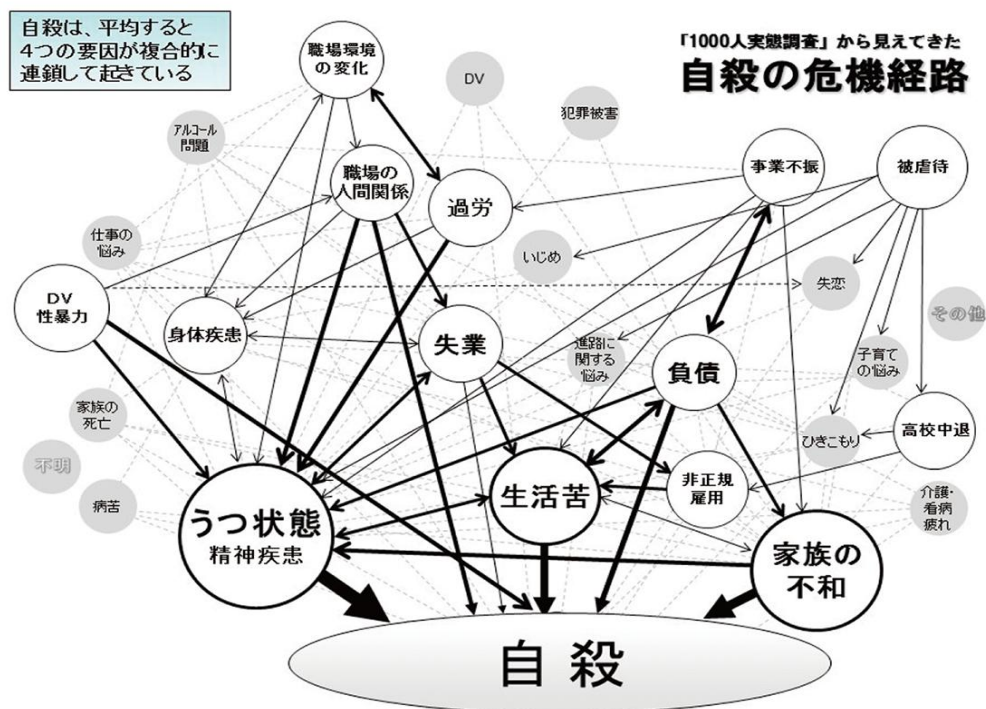 自殺は、平均すると
4つの要因が複合的に
連鎖して起きている
「1000人実態調査」から見えてきた
自殺の危機経路
職場環境
の変化
DV
犯罪被害
アルコール
問題
職場の
人間関係
過労
事業不振
被虐待
仕事の
悩み
いじめ
失恋
DV
性暴力
身体疾患
失業
進路に
関する
悩み
負債
その他
子育て
の悩み
家族の
死亡
高校中退
ひきこもり
不明
病苦
うつ状態
精神疾患
生活苦
非正規
雇用
介護・
看病
疲れ
家族の
不和
自殺